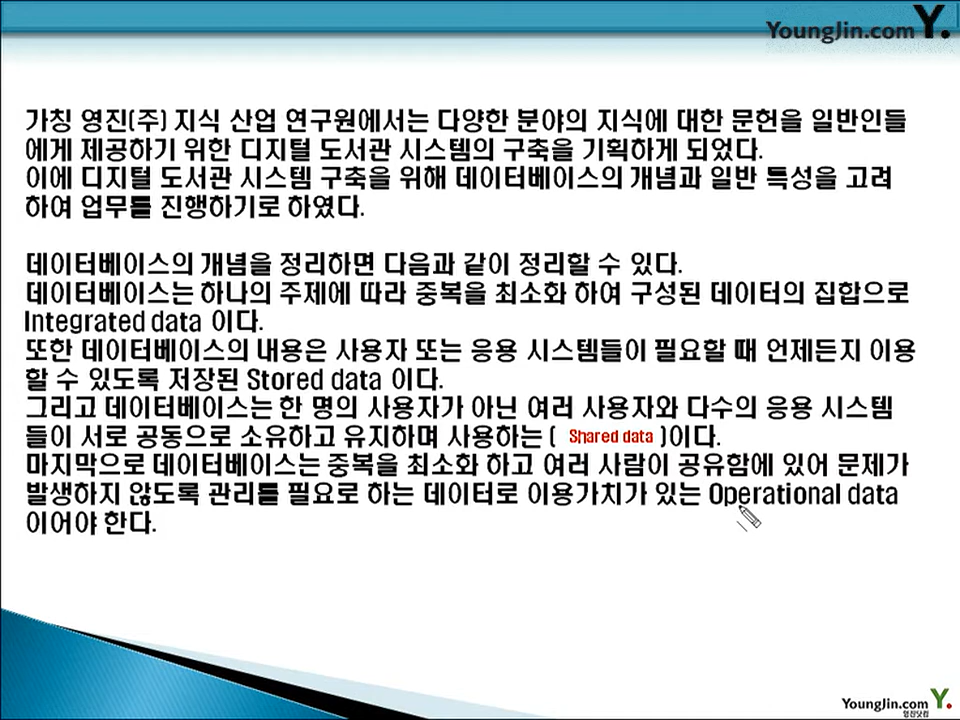 YoungJin.com Y.
가칭 영진(주) 지식 산업 연구원에서는 다양한 분야의 지식에 대한 문헌을 일반인들
에게 제공하기 위한 디지털 도서관 시스템의 구축을 기획하게 되었다.
이에 디지털 도서관 시스템 구축을 위해 데이터베이스의 개념과 일반 특성을 고려
하여 업무를 진행하기로 하였다.
데이터베이스의 개념을 정리하면 다음과 같이 정리할 수 있다.
데이터베이스는 하나의 주제에 따라 중복을 최소화 하여 구성된 데이터의 집합으로
Integrated data 이다.
또한 데이터베이스의 내용은 사용자 또는 응용 시스템들이 필요할 때 언제든지 이용
할 수 있도록 저장된 Stored data 이다.
그리고 데이터베이스는 한 명의 사용자가 아닌 여러 사용자와 다수의 응용 시스템
들이 서로 공동으로 소유하고 유지하며 사용하는 ( Shared data )이다.
마지막으로 데이터베이스는 중복을 최소화 하고 여러 사람이 공유함에 있어 문제가
발생하지 않도록 관리를 필요로 하는 데이터로 이용가치가 있는 Operational data
이어야 한다.
YoungJin.com Y.
영진닷컴